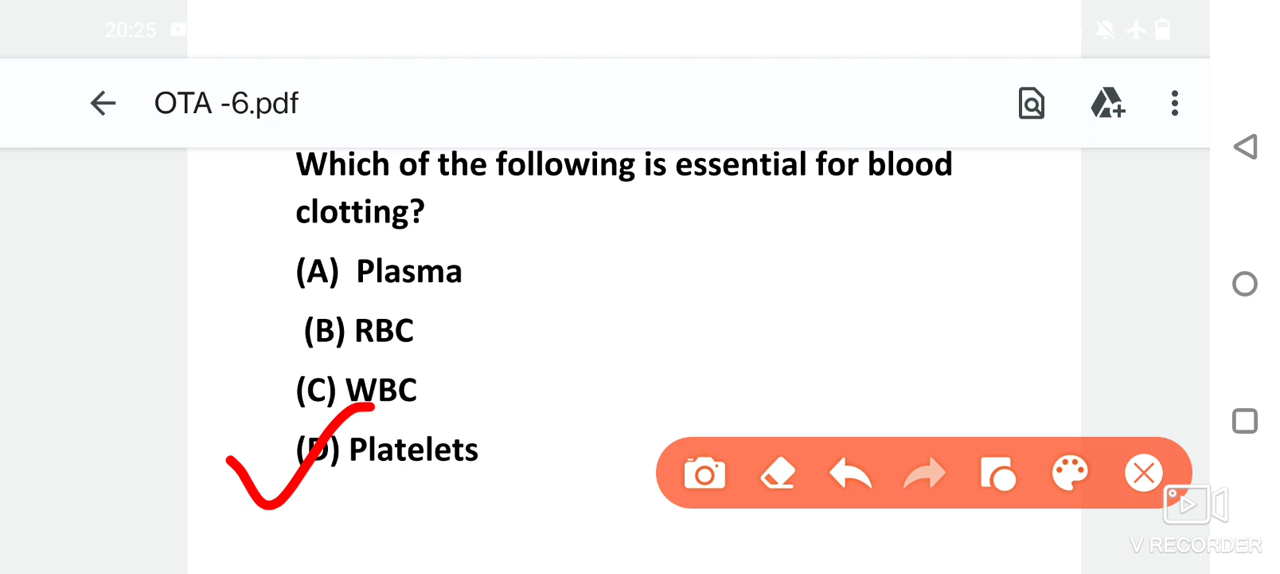 20:25
OTA -6.pdf
Which of the following is essential for blood
clotting?
(A) Plasma
(B) RBC
(C) WBC
(D) Platelets
V RECORDER